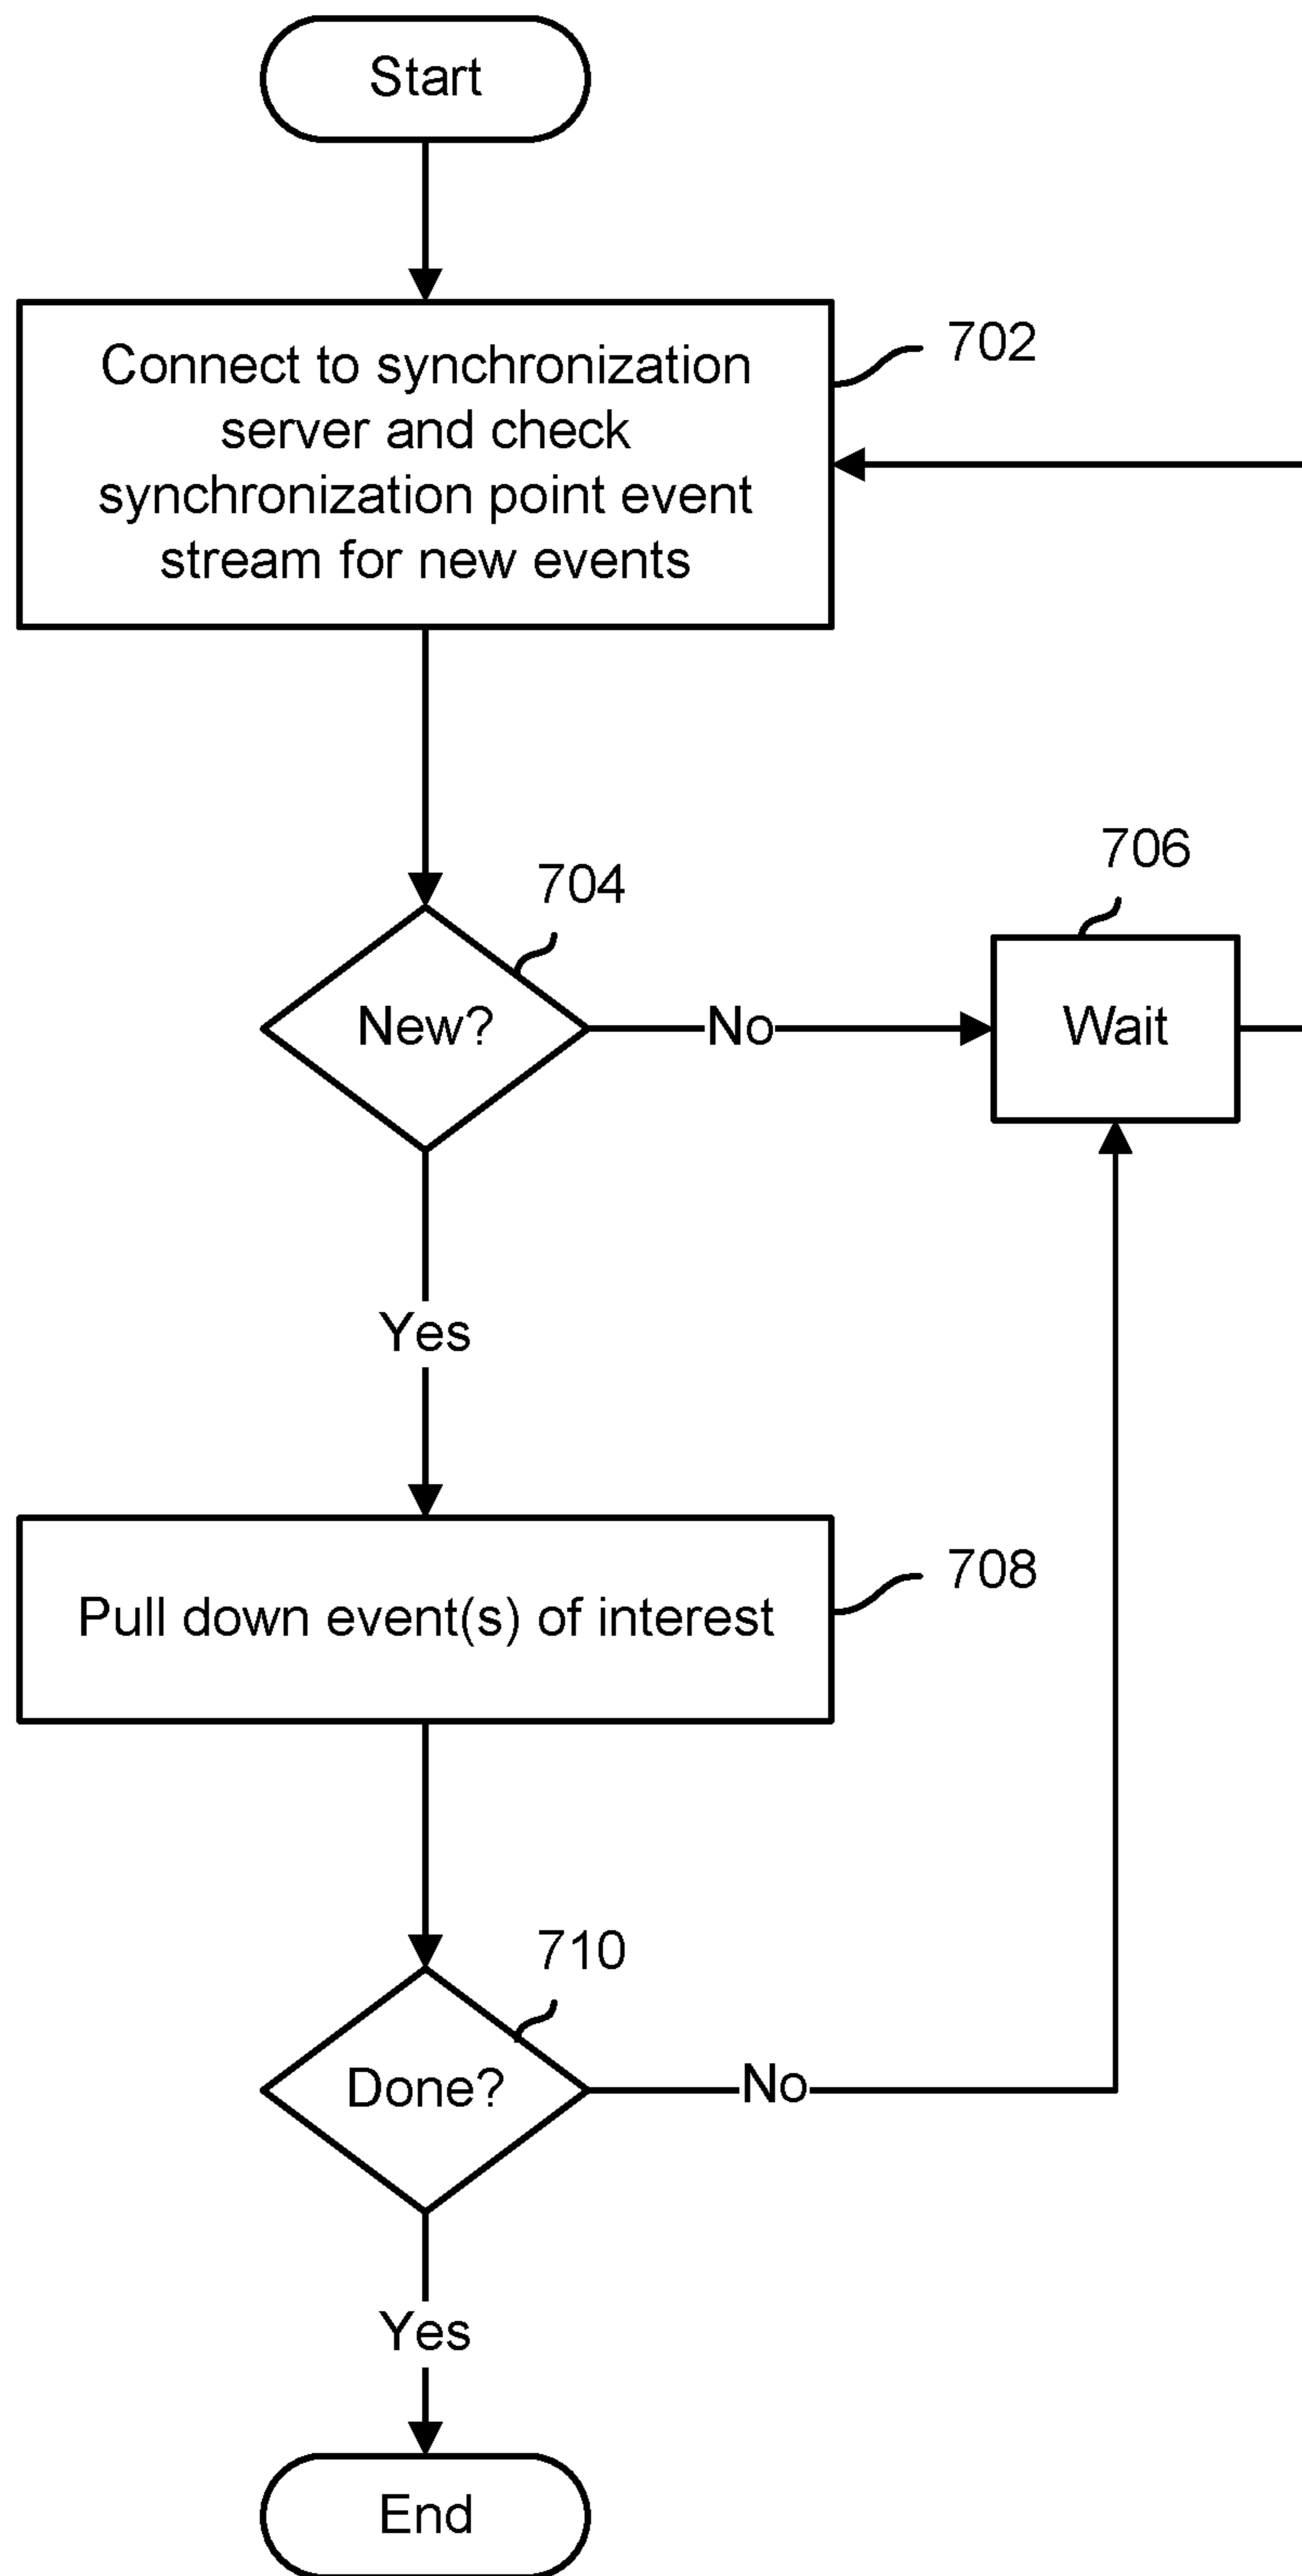 Start
Connect to synchronization
server and check
synchronization point event
stream for new events
702
704
New?
No
706
Wait
Yes
Pull down event(s) of interest
708
710
Done?
No
Yes
End